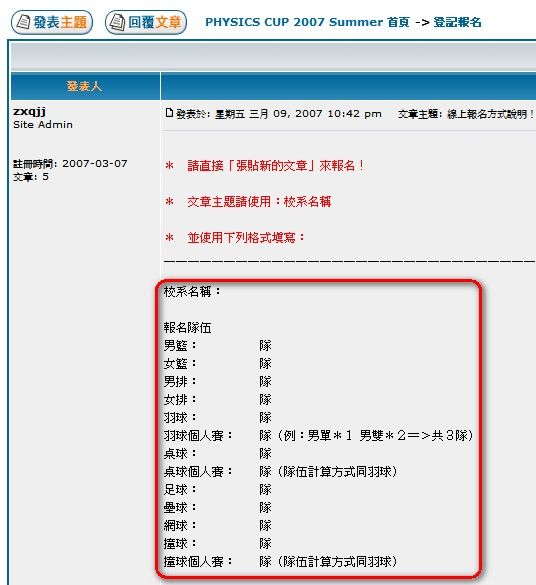 發表主題 回覆文章 PHYSICS CUP 2007 Summer 首頁 -> 登記報名
發表人
zxqjj
Site Admin
註冊時間: 2007-03-07
文章: 5
發表於: 星期五 三月 09, 2007 10:42 pm 文章主題: 線上報名方式說明!
＊ 請直接「張貼新的文章」來報名！
＊ 文章主題請使用：校系名稱
＊ 並使用下列格式填寫：
校系名稱：
報名隊伍
男籃： 隊
女籃： 隊
男排： 隊
女排： 隊
羽球： 隊
羽球個人賽： 隊（例：男單＊１ 男雙＊２＝>共３隊）
桌球： 隊
桌球個人賽： 隊（隊伍計算方式同羽球）
足球： 隊
壘球： 隊
網球： 隊
撞球： 隊
撞球個人賽： 隊（隊伍計算方式同羽球）